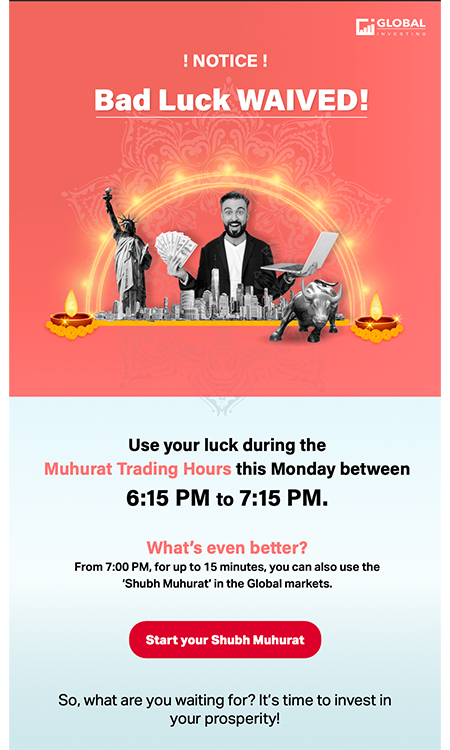 GLOBAL
INVESTING
! NOTICE !
Bad Luck WAIVED!
Use your luck during the
Muhurat Trading Hours this Monday between
6:15 PM to 7:15 PM.
What's even better?
From 7:00 PM, for up to 15 minutes, you can also use the
‘Shubh Muhurat’ in the Global markets.
Start your Shubh Muhurat
So, what are you waiting for? It’s time to invest in
your prosperity!